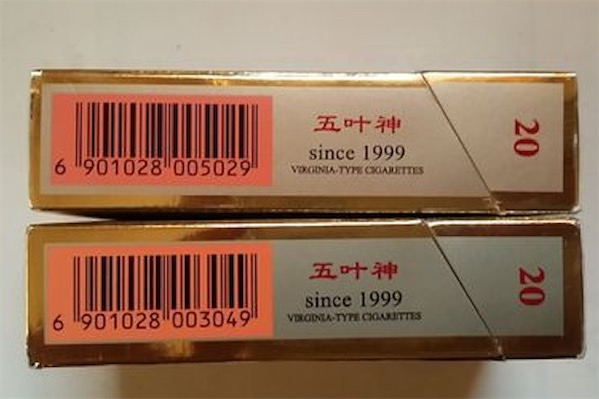 五叶神
since 1999
VIRGINIA-TYPE CIGARETTES
20
6 901028 005029
五叶神
since 1999
VIRGINIA-TYPE CIGARETTES
20
6 901028 003049